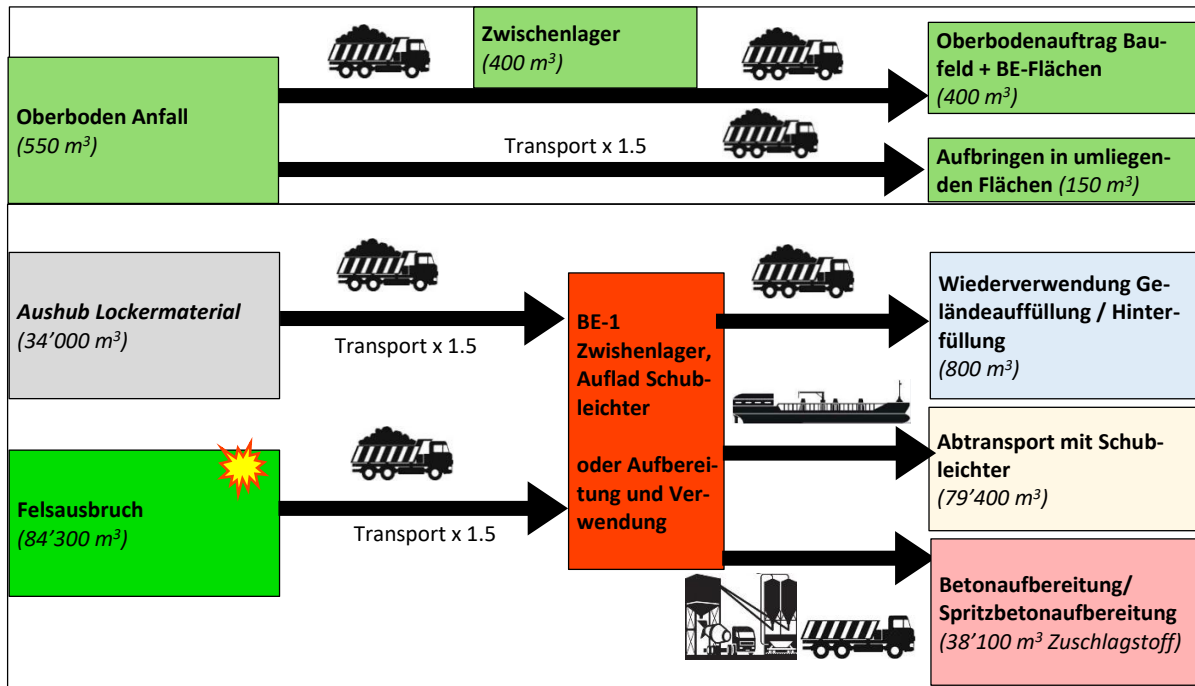 Zwischenlager
(400 m³)
Oberboden Anfall
(550 m³)
Oberbodenauftrag Bau-
feld + BE-Flächen
(400 m³)
Transport x 1.5
Aufbringen in umliegen-
den Flächen (150 m³)
Aushub Lockermaterial
(34’000 m³)
Transport x 1.5
Felsausbruch
(84’300 m³)
Transport x 1.5
BE-1
Zwishenlager,
Auflad Schub-
leichter
oder Aufberei-
tung und Ver-
wendung
Wiederverwendung Ge-
ländeauffüllung / Hinter-
füllung
(800 m³)
Abtransport mit Schub-
leichter
(79’400 m³)
Betonaufbereitung/
Spritzbetonaufbereitung
(38’100 m³ Zuschlagstoff)